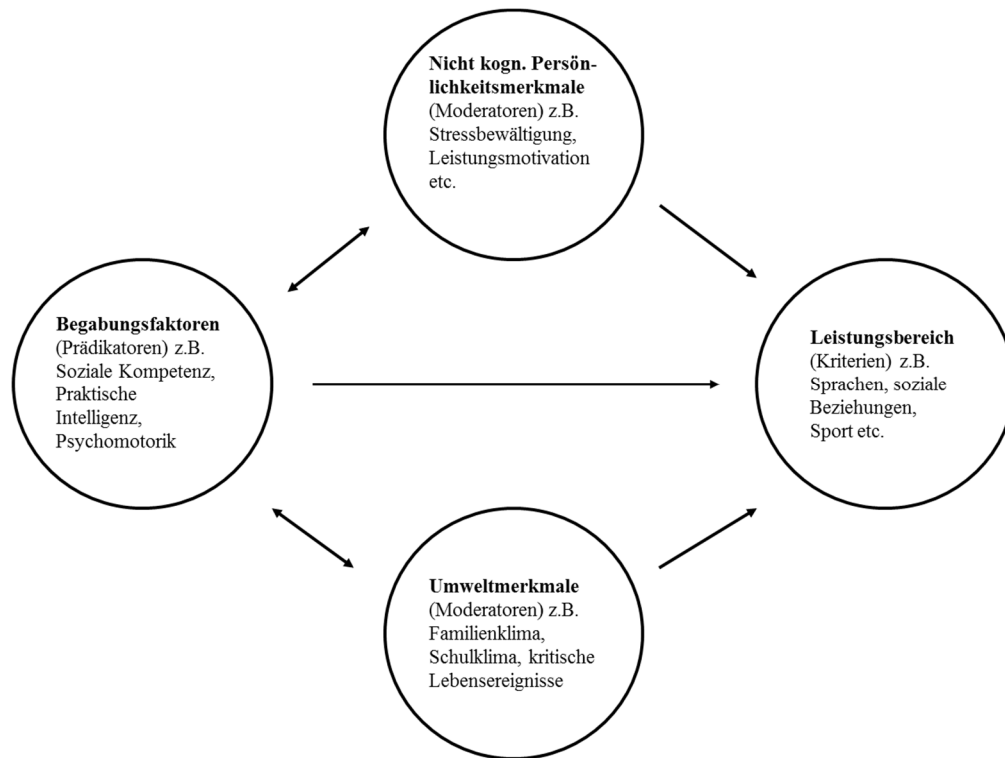 Nicht kogn. Persön-
lichkeitsmerkmale
(Moderatoren) z.B.
Stressbewältigung,
Leistungsmotivation
etc.
Begabungsfaktoren
(Prädikatoren) z.B.
Soziale Kompetenz,
Praktische
Intelligenz,
Psychomotorik
Leistungsbereich
(Kriterien) z.B.
Sprachen, soziale
Beziehungen,
Sport etc.
Umweltmerkmale
(Moderatoren) z.B.
Familienklima,
Schulklima, kritische
Lebensereignisse